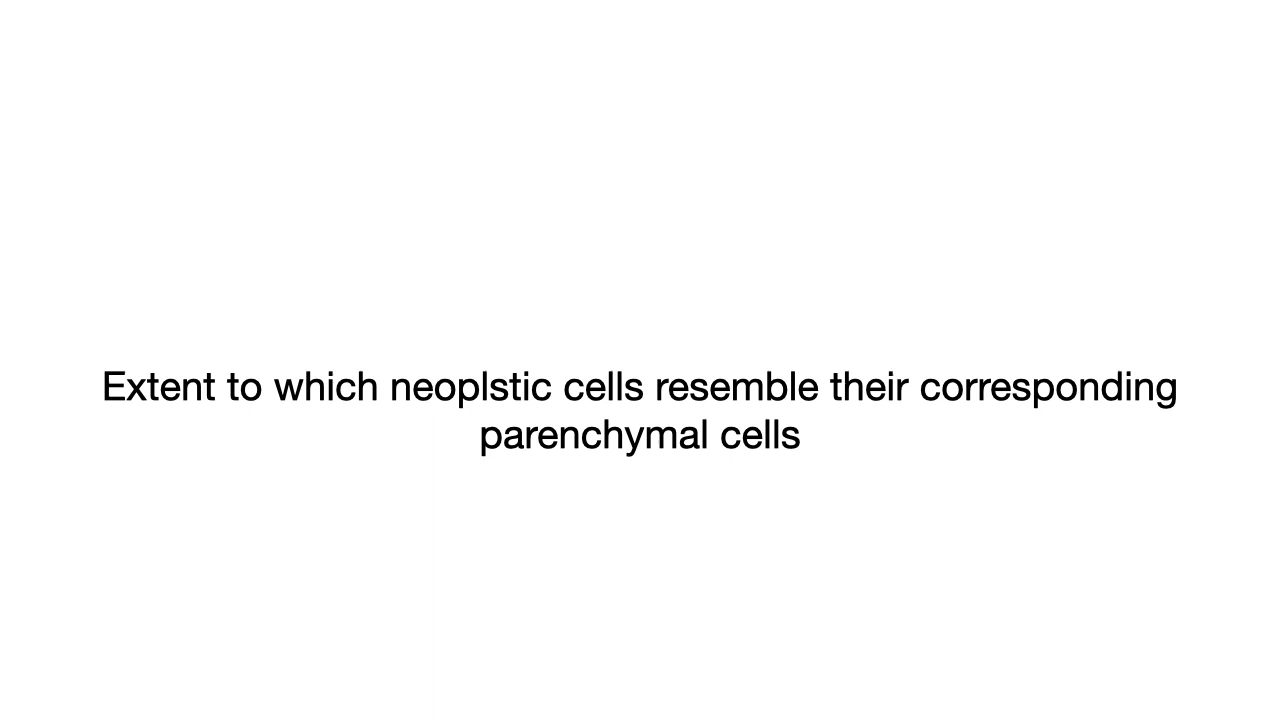 Extent to which neoplstic cells resemble their corresponding
parenchymal cells